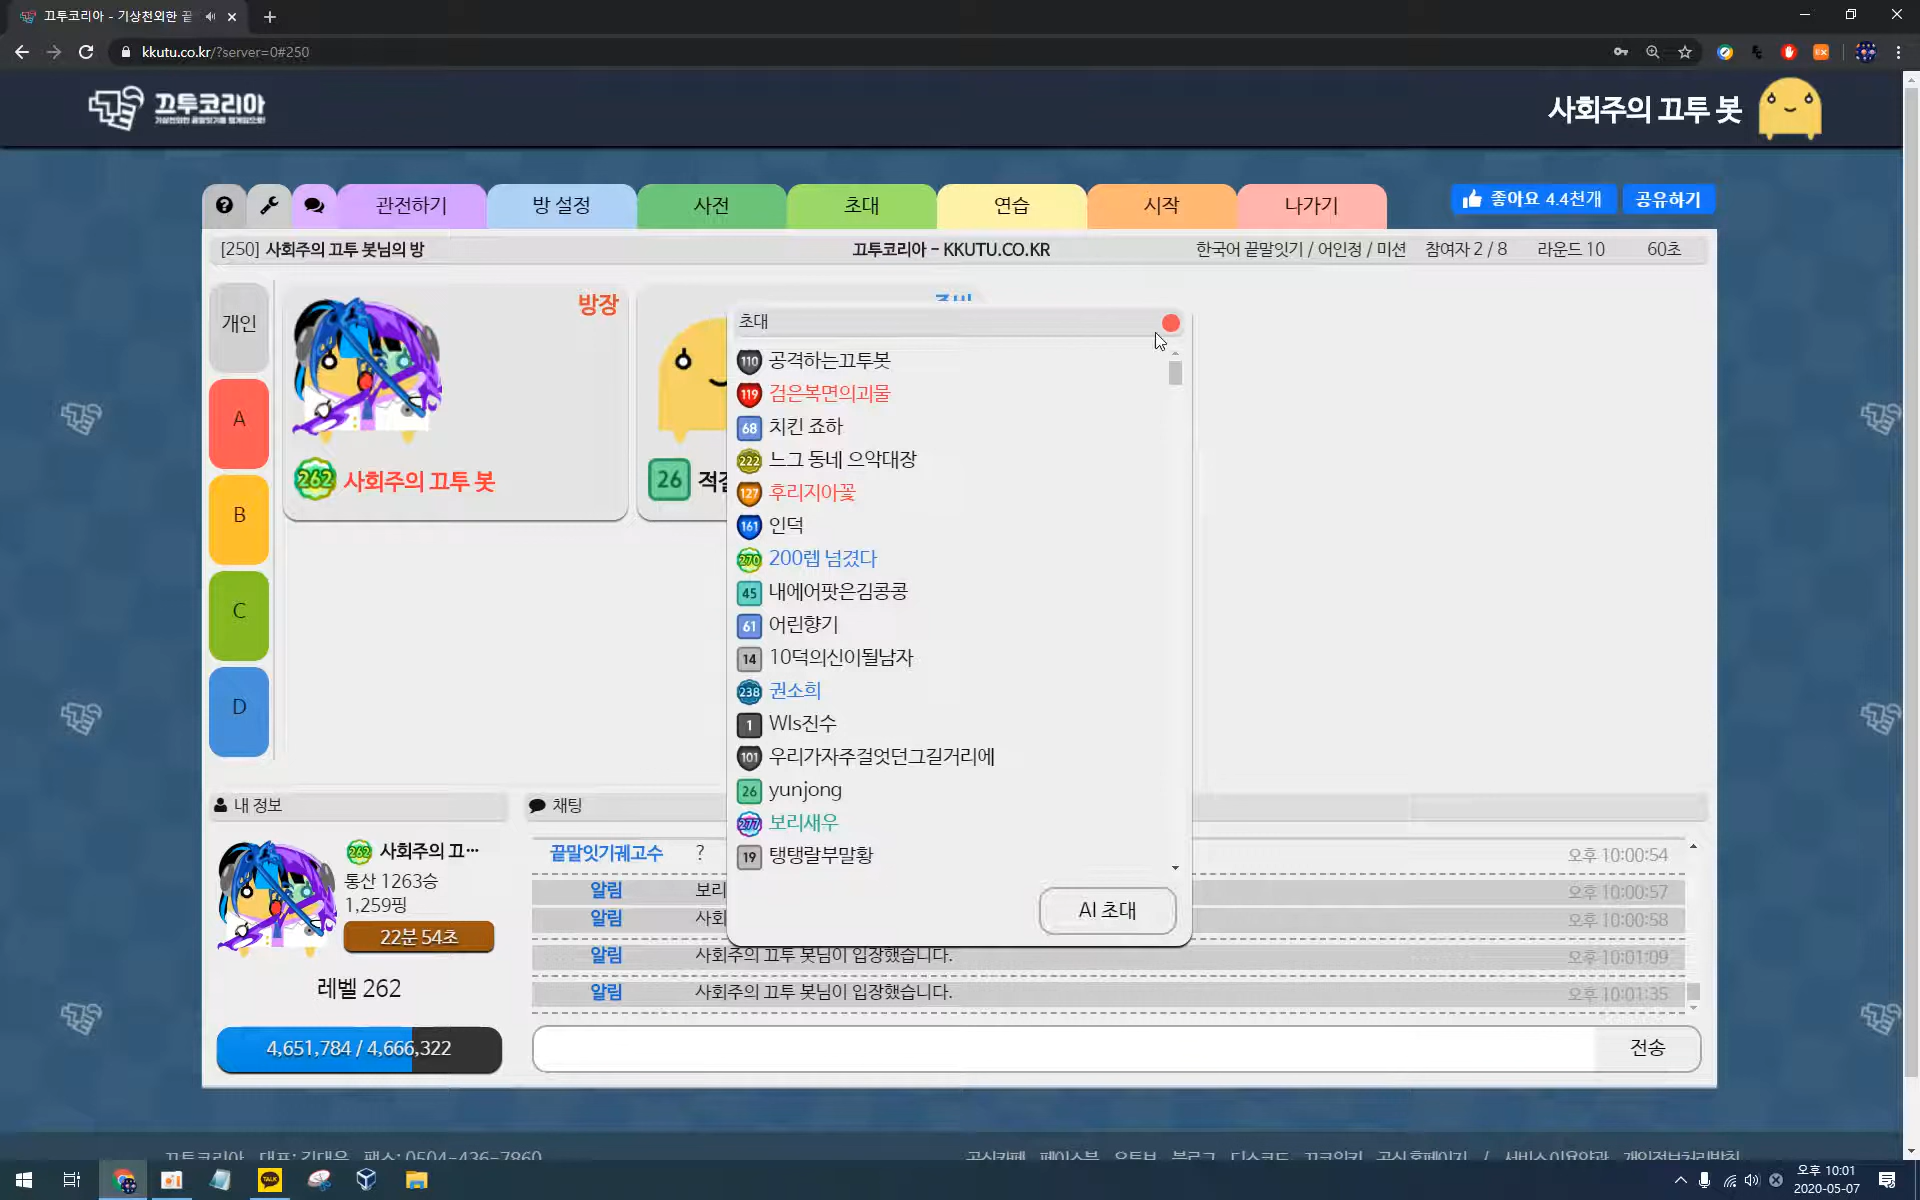 끄투코리아 - 기상천외한 끝
kkutu.co.kr/?server=0#250
끄투코리아
사회주의 끄투 봇
관전하기 방 설정 사전 초대 연습 시작 나가기
좋아요 4.4천개 공유하기
[250] 사회주의 끄투 봇님의 방 끄투코리아 - KKUTU.CO.KR 한국어 끝말잇기 / 어인정 / 미션 참여자 2 / 8 라운드 10 60초
개인
A
B
C
D
방장
262 사회주의 끄투 봇
26
초대
110 공격하는끄투봇
119 검은복면의괴물
68 치킨 죠하
222 느그 동네 으악대장
127 후리지아꽃
161 인덕
270 200렙 넘겼다
45 내에어팟은김콩콩
61 어린향기
14 10덕의신이될남자
238 권소희
1 Wls진수
101 우리가자주걸엇던그길거리에
26 yunjong
277 보리새우
19 탱탱랄부말황
AI 초대
내 정보
262 사회주의 끄…
통산 1263승
1,259핑
22분 54초
레벨 262
4,651,784 / 4,666,322
채팅
끝말잇기궤고수 ? 오후 10:00:54
알림 보리 오후 10:00:57
알림 사회 오후 10:00:58
알림 사회주의 끄투 봇님이 입장했습니다. 오후 10:01:09
알림 사회주의 끄투 봇님이 입장했습니다. 오후 10:01:35
전송
TALK
오후 10:01
2020-05-07